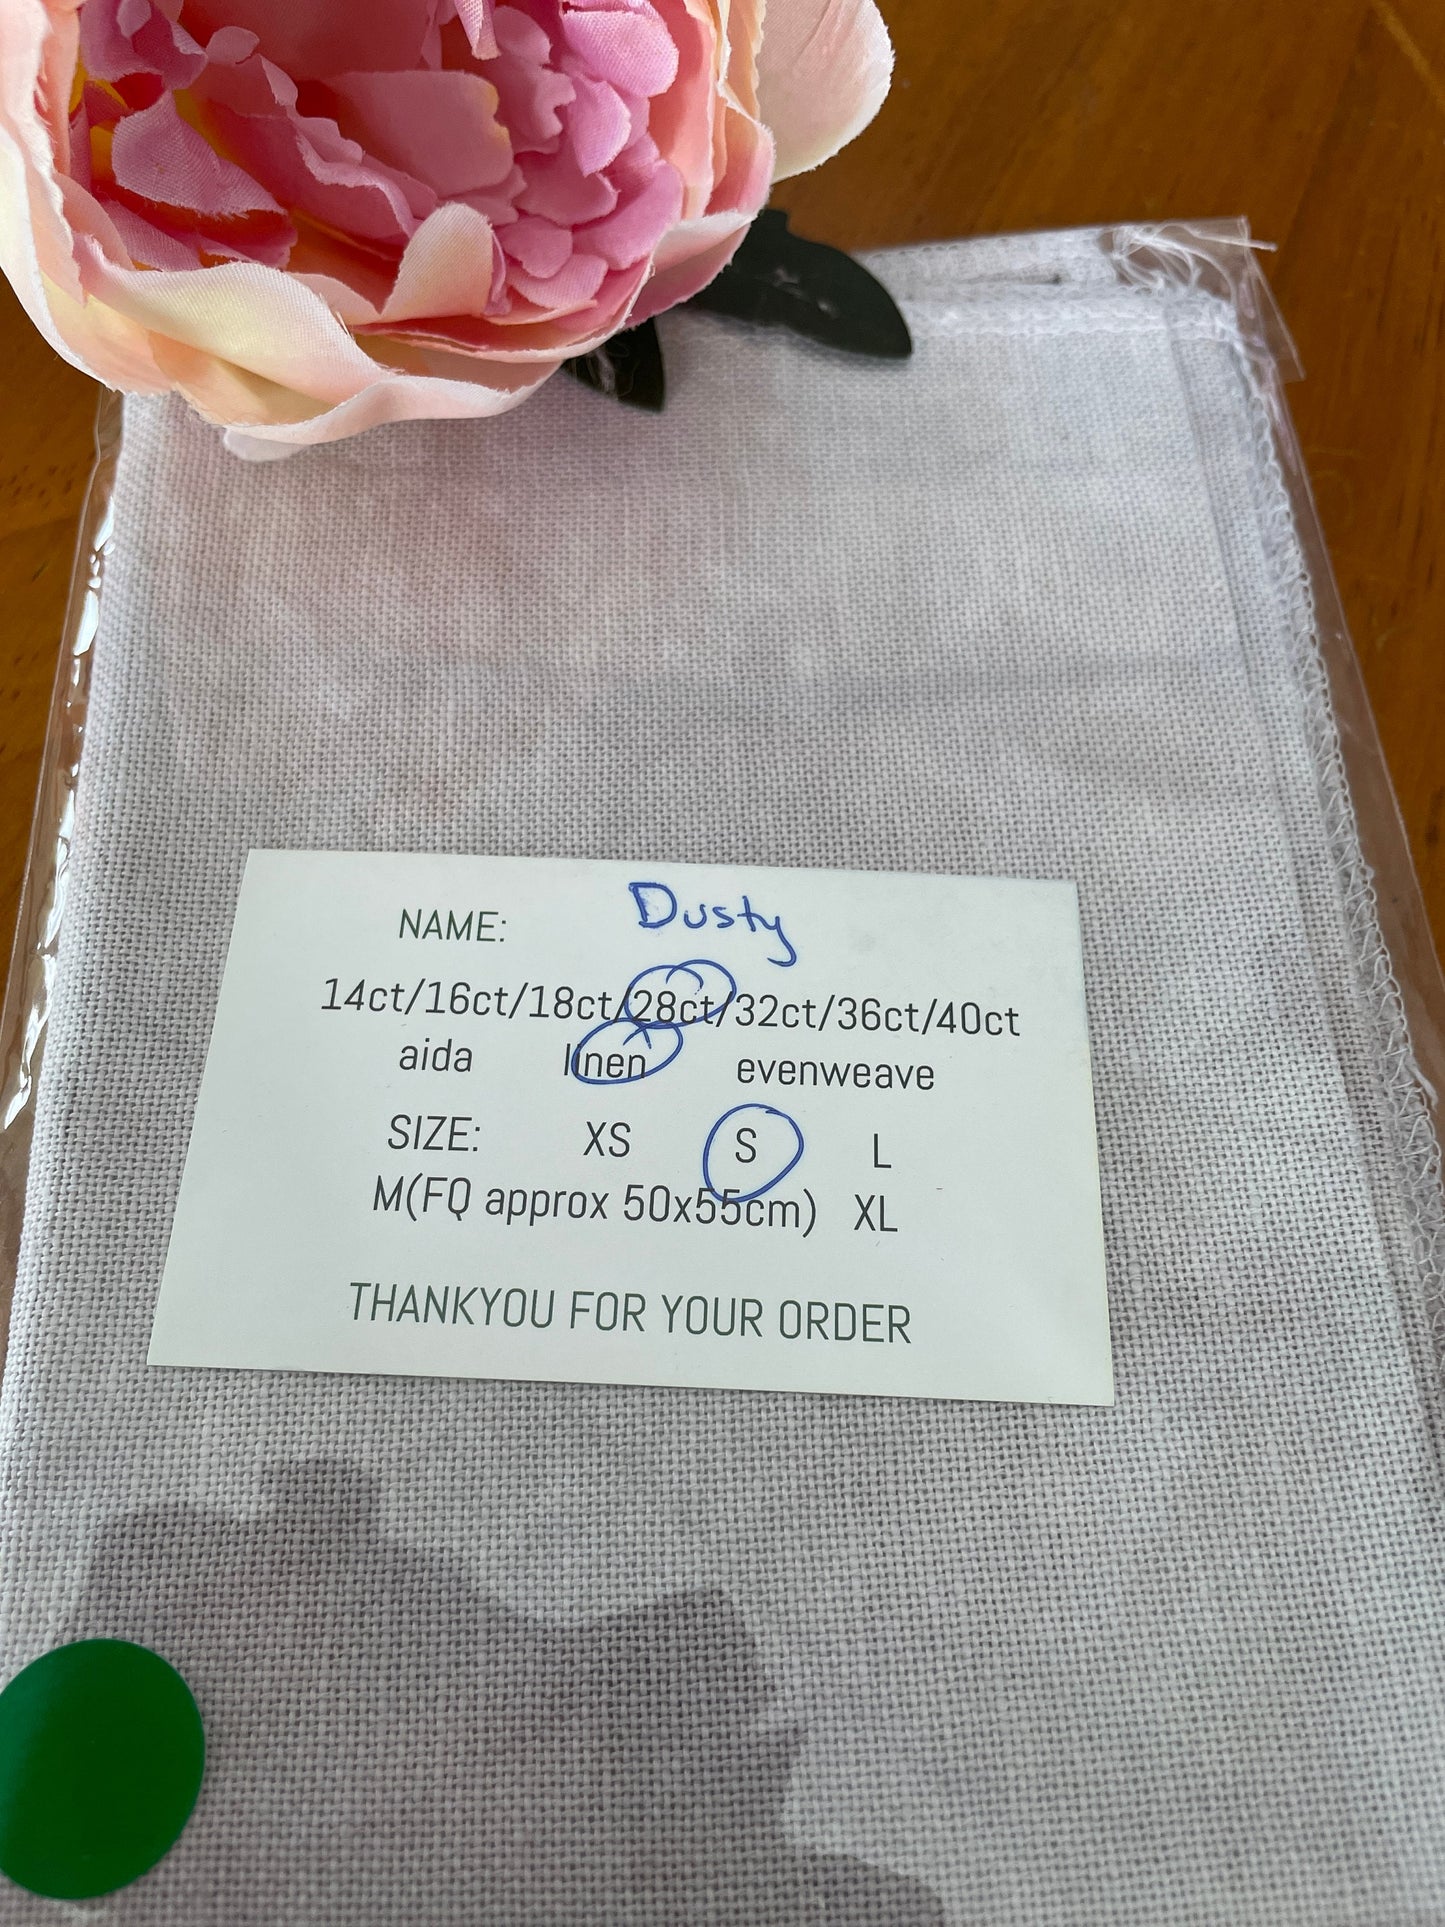 NAME: Dusty
14ct/16ct/18ct/28ct/32ct/36ct/40ct
aida linen evenweave
SIZE: XS S L
M(FQ approx 50x55cm) XL
THANKYOU FOR YOUR ORDER